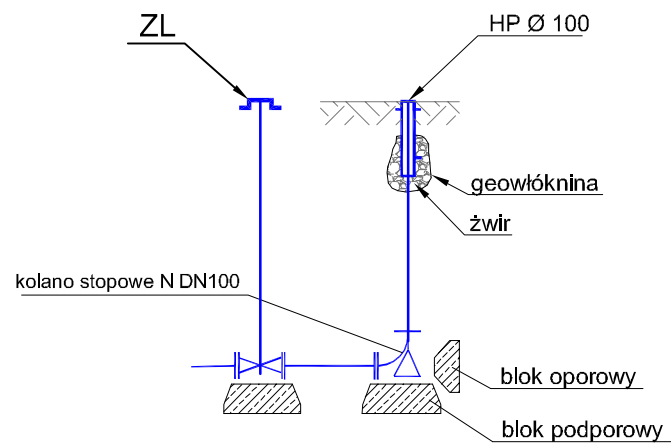 ZL
HP Ø 100
geowłóknina
żwir
kolano stopowe N DN100
blok oporowy
blok podporowy